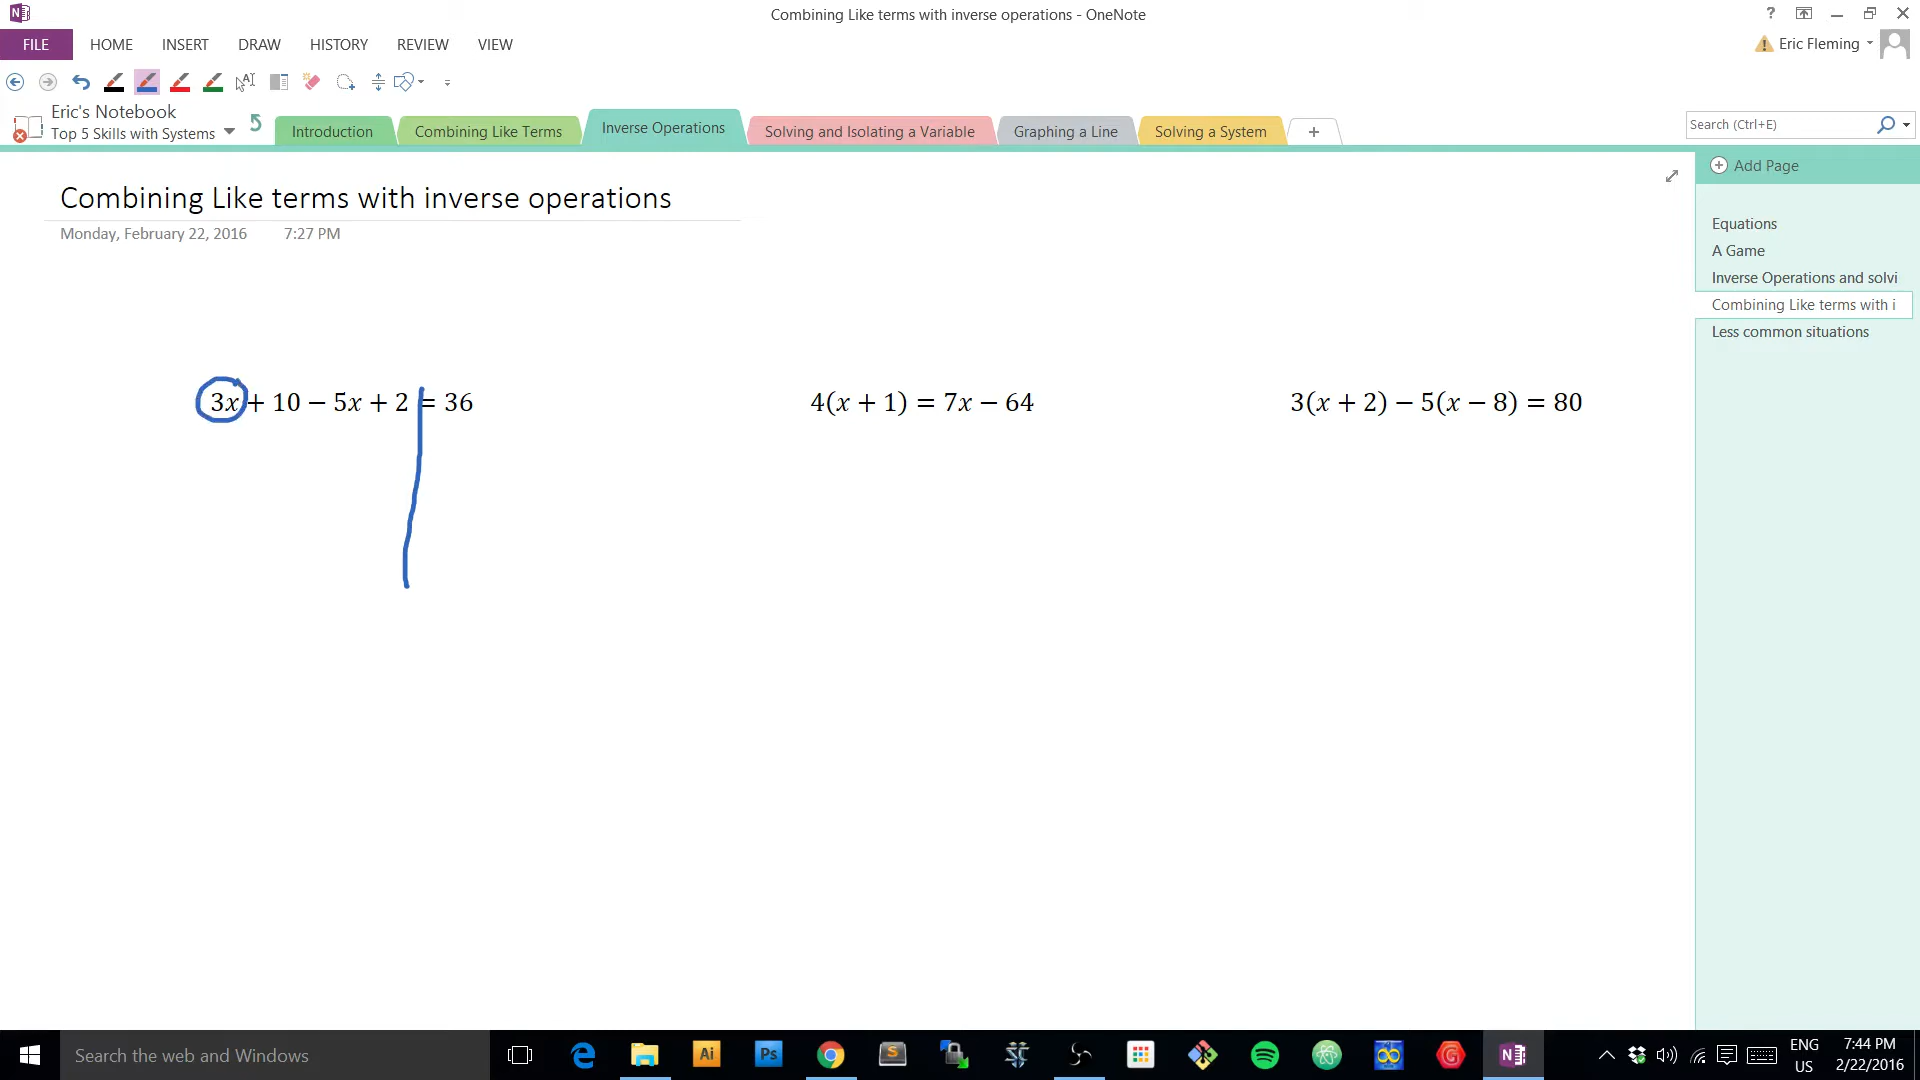 Combining Like terms with inverse operations - OneNote
?
FILE HOME INSERT DRAW HISTORY REVIEW VIEW
Eric Fleming
Eric's Notebook
Top 5 Skills with Systems
Introduction Combining Like Terms Inverse Operations Solving and Isolating a Variable Graphing a Line Solving a System +
Search (Ctrl+E)
Add Page
Combining Like terms with inverse operations
Monday, February 22, 2016 7:27 PM
Equations
A Game
Inverse Operations and solvi
Combining Like terms with i
Less common situations
3x + 10 − 5x + 2 = 36
4(x + 1) = 7x − 64
3(x + 2) − 5(x − 8) = 80
Search the web and Windows
Ai
Ps
ENG
US
7:44 PM
2/22/2016